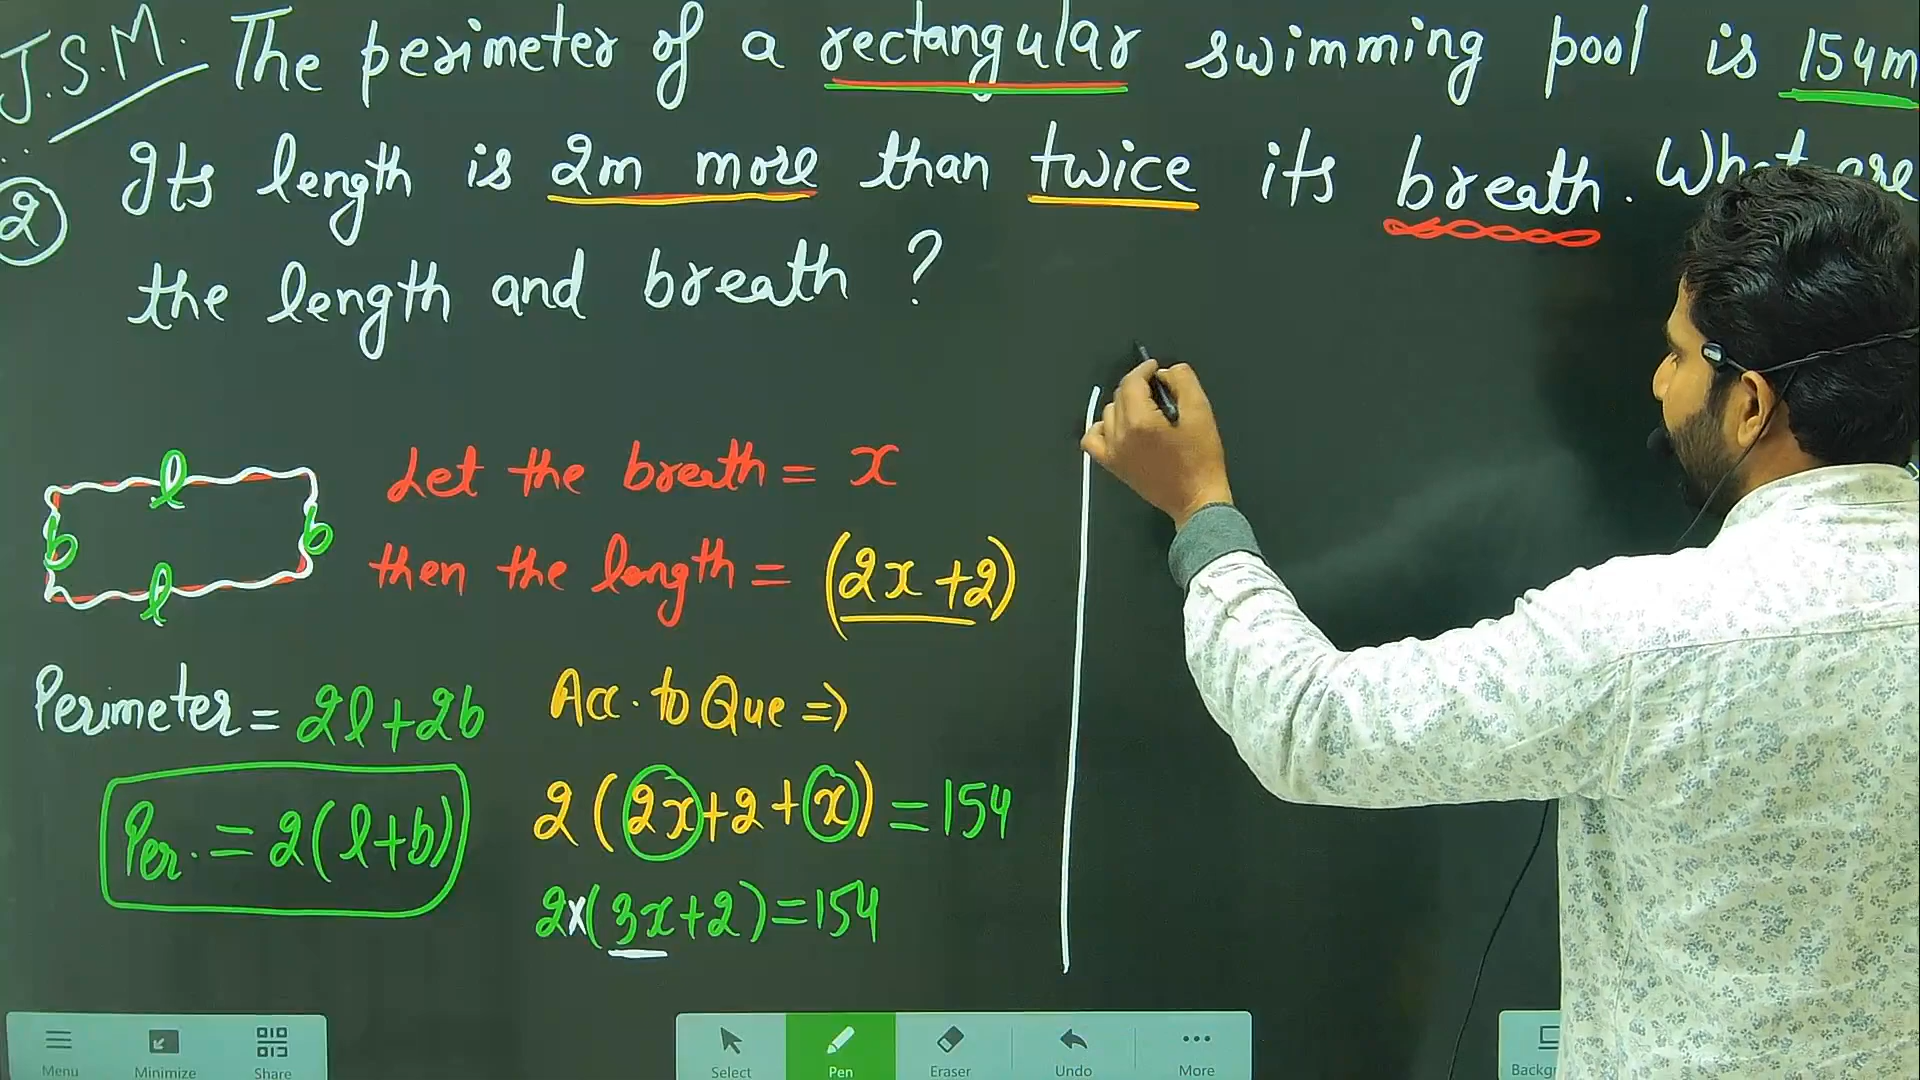 J.S.M. The perimeter of a rectangular swimming pool is 154m
② Its length is 2m more than twice its breath. What are
the length and breath ?
l
b
b
l
Let the breath = x
then the length = (2x+2)
Perimeter = 2l+2b
Per. = 2(l+b)
Acc. to Que =>
2(2x+2+x) = 154
2x(3x+2)=154
Menu
Minimize
Share
Select
Pen
Eraser
Undo
More